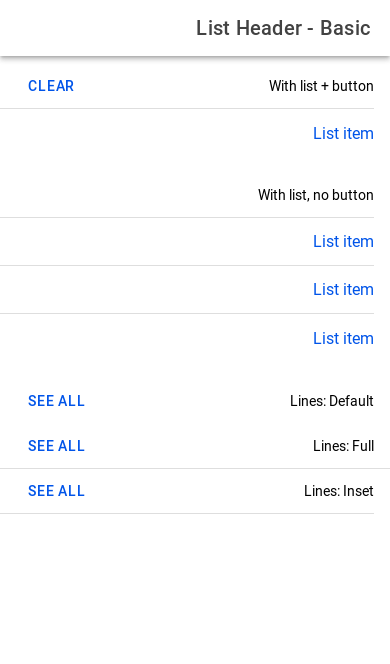 List Header - Basic
With list + button CLEAR
List item
With list, no button
List item
List item
List item
Lines: Default SEE ALL
Lines: Full SEE ALL
Lines: Inset SEE ALL